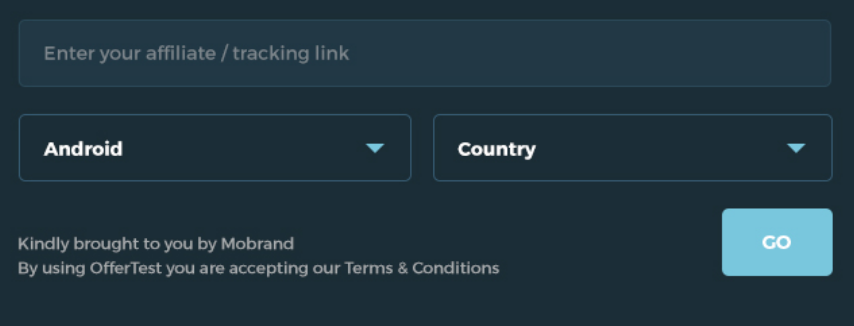 Enter your affiliate / tracking link
Android
Country
Kindly brought to you by Mobrand
By using OfferTest you are accepting our Terms & Conditions
GO